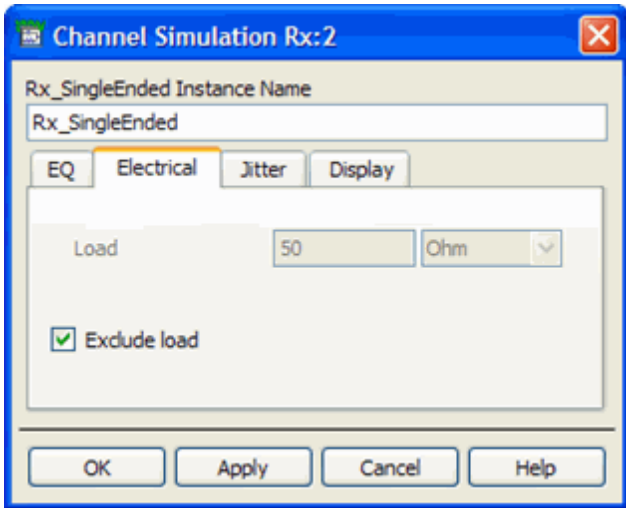 Channel Simulation Rx:2
Rx_SingleEnded Instance Name
Rx_SingleEnded
EQ Electrical Jitter Display
Load 50 Ohm
Exclude load
OK Apply Cancel Help